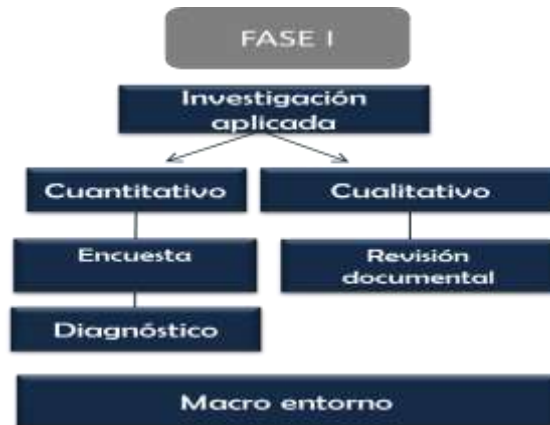 FASE I
Investigación
aplicada
Cuantitativo
Cualitativo
Encuesta
Revisión
documental
Diagnóstico
Macro entorno